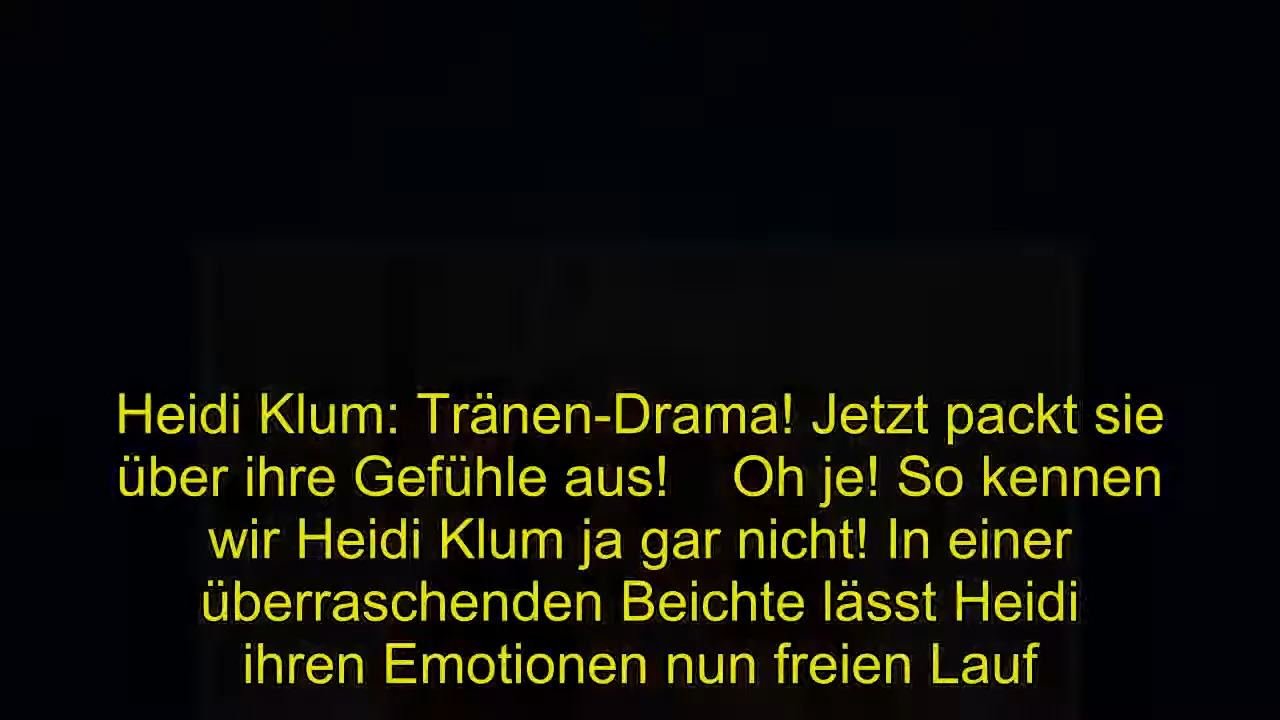 Heidi Klum: Tränen-Drama! Jetzt packt sie
über ihre Gefühle aus!    Oh je! So kennen
wir Heidi Klum ja gar nicht! In einer
überraschenden Beichte lässt Heidi
ihren Emotionen nun freien Lauf